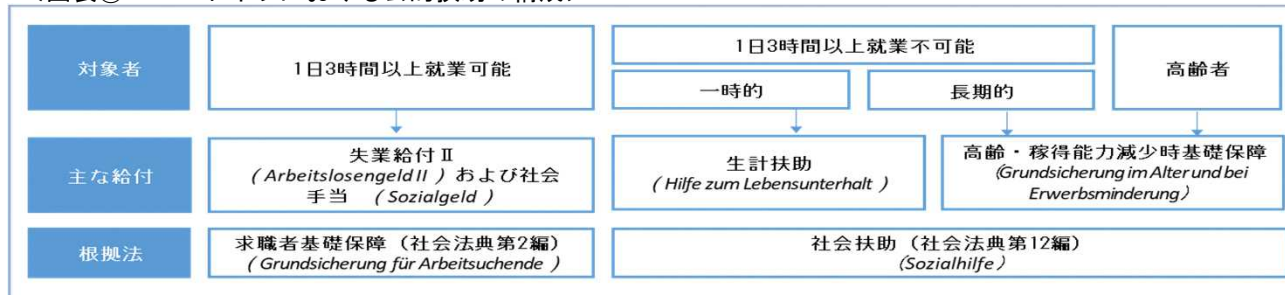 対象者
1日3時間以上就業可能
1日3時間以上就業不可能
一時的
長期的
高齢者
主な給付
失業給付Ⅱ
(Arbeitslosengeld II) および社会
手当 (Sozialgeld)
生計扶助
(Hilfe zum Lebensunterhalt)
高齢・稼得能力減少時基礎保障
(Grundsicherung im Alter und bei
Erwerbsminderung)
根拠法
求職者基礎保障（社会法典第2編）
(Grundsicherung für Arbeitsuchende)
社会扶助（社会法典第12編）
(Sozialhilfe)